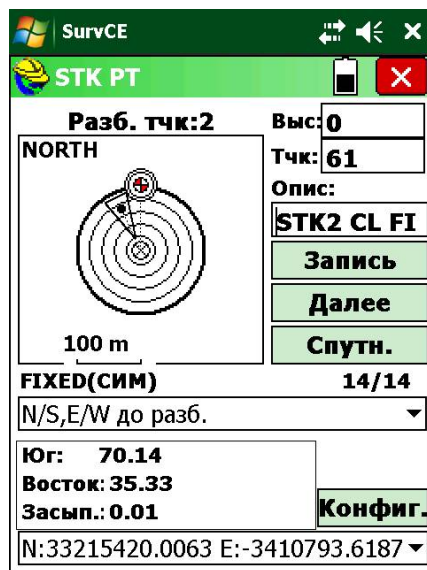 SurvCE
STK PT
Разб. тчк:2
Выс: 0
NORTH
Тчк: 61
Опис:
STK2 CL FI
Запись
Далее
100 m
Спутн.
FIXED(СИМ) 14/14
N/S,E/W до разб.
Юг: 70.14
Восток: 35.33
Засып.: 0.01
Конфиг.
N:33215420.0063 E:-3410793.6187